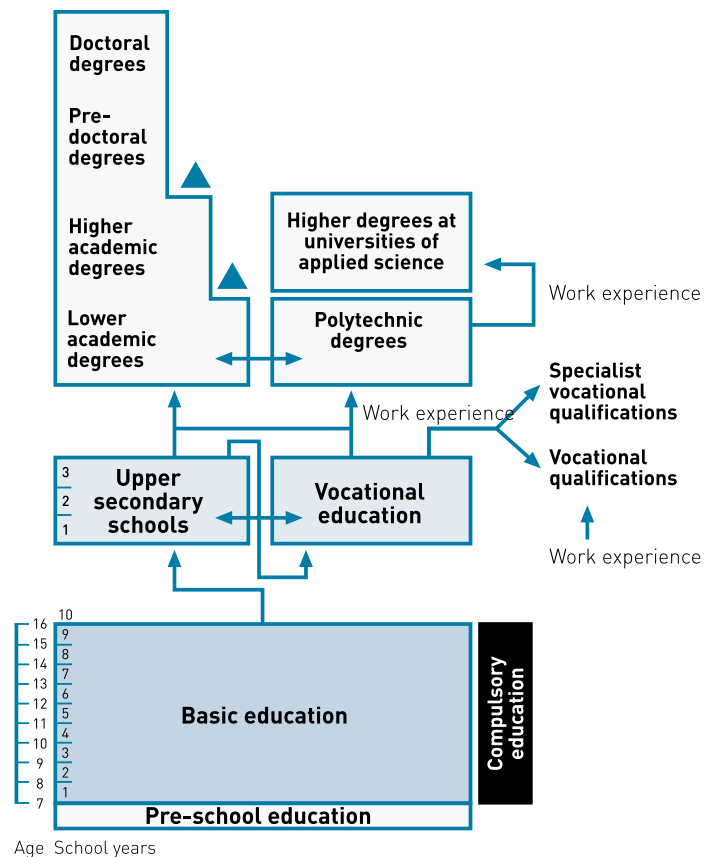 Doctoral
degrees
Pre-
doctoral
degrees
Higher
academic
degrees
Lower
academic
degrees
Higher degrees at
universities of
applied science
Polytechnic
degrees
Work experience
Work experience
Specialist
vocational
qualifications
Vocational
qualifications
Work experience
3
2
1
Upper
secondary
schools
Vocational
education
10
16
15
14
13
12
11
10
9
8
7
9
8
7
6
5
4
3
2
1
Basic education
Compulsory
education
Pre-school education
Age School years